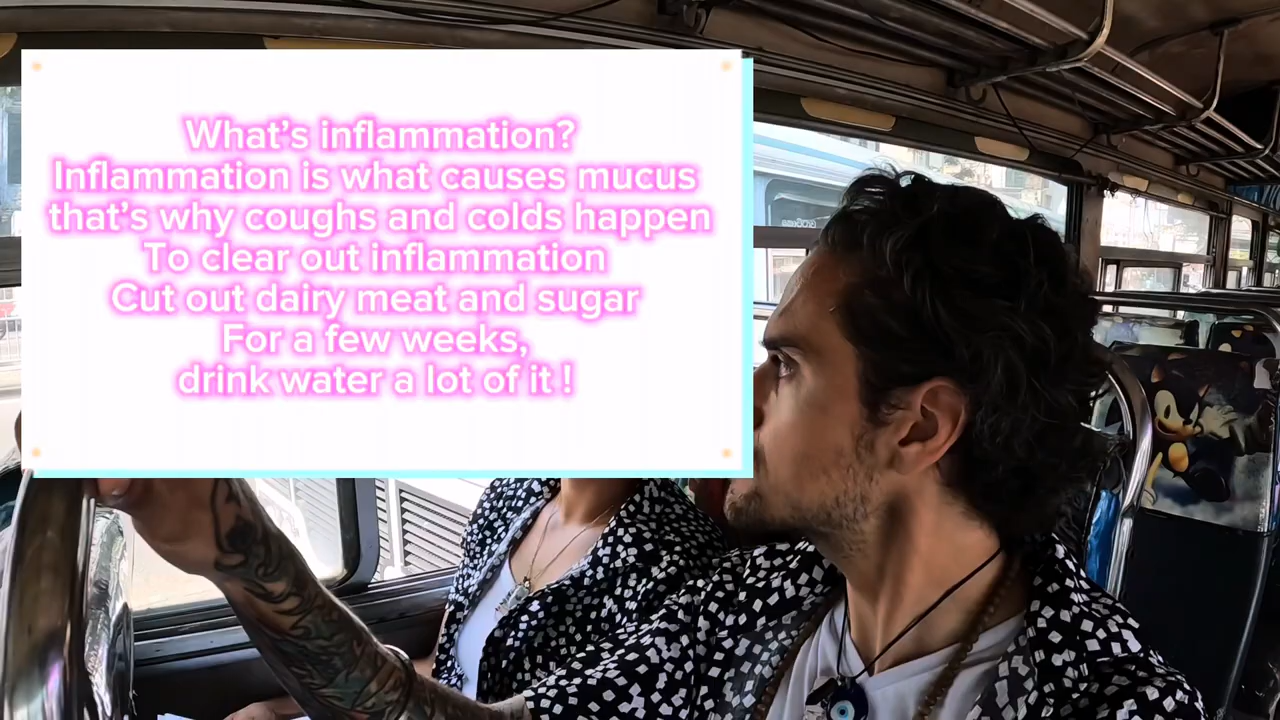 What's inflammation?
Inflammation is what causes mucus
that's why coughs and colds happen
To clear out inflammation
Cut out dairy meat and sugar
For a few weeks,
drink water a lot of it !